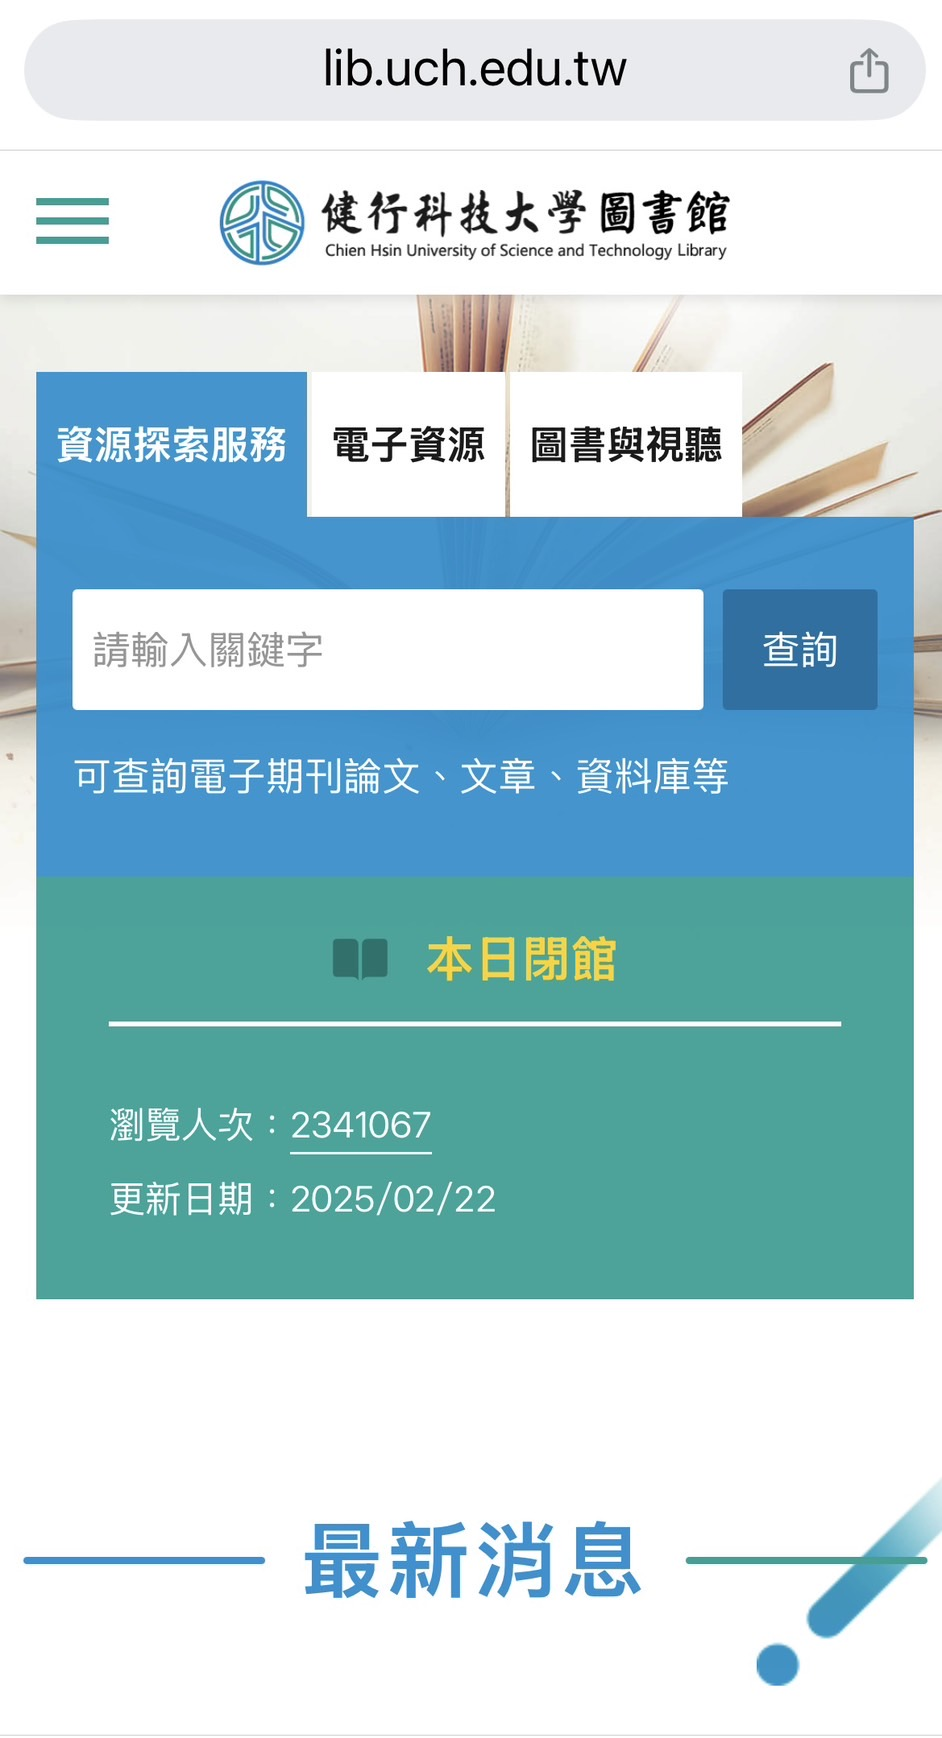 lib.uch.edu.tw
健行科技大學圖書館
Chien Hsin University of Science and Technology Library
資源探索服務
電子資源
圖書與視聽
請輸入關鍵字
查詢
可查詢電子期刊論文、文章、資料庫等
本日閉館
瀏覽人次：2341067
更新日期：2025/02/22
最新消息